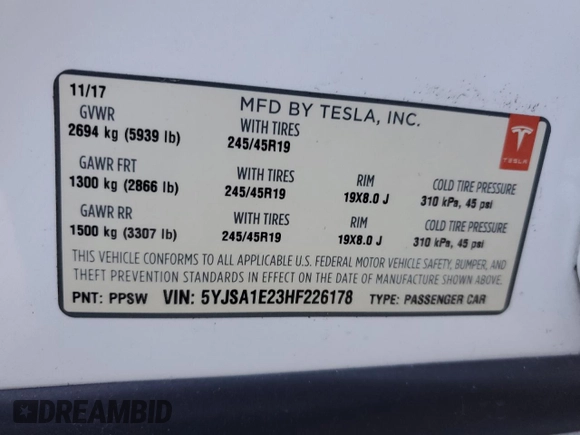 11/17
MFD BY TESLA, INC.
GVWR
2694 kg (5939 lb)
WITH TIRES
245/45R19
TESLA
GAWR FRT
1300 kg (2866 lb)
WITH TIRES
245/45R19
RIM
19X8.0 J
COLD TIRE PRESSURE
310 kPa, 45 psi
GAWR RR
1500 kg (3307 lb)
WITH TIRES
245/45R19
RIM
19X8.0 J
COLD TIRE PRESSURE
310 kPa, 45 psi
THIS VEHICLE CONFORMS TO ALL APPLICABLE U.S. FEDERAL MOTOR VEHICLE SAFETY, BUMPER, AND
THEFT PREVENTION STANDARDS IN EFFECT ON THE DATE OF MANUFACTURE SHOWN ABOVE.
PNT: PPSW VIN: 5YJSA1E23HF226178 TYPE: PASSENGER CAR
DREAMBID